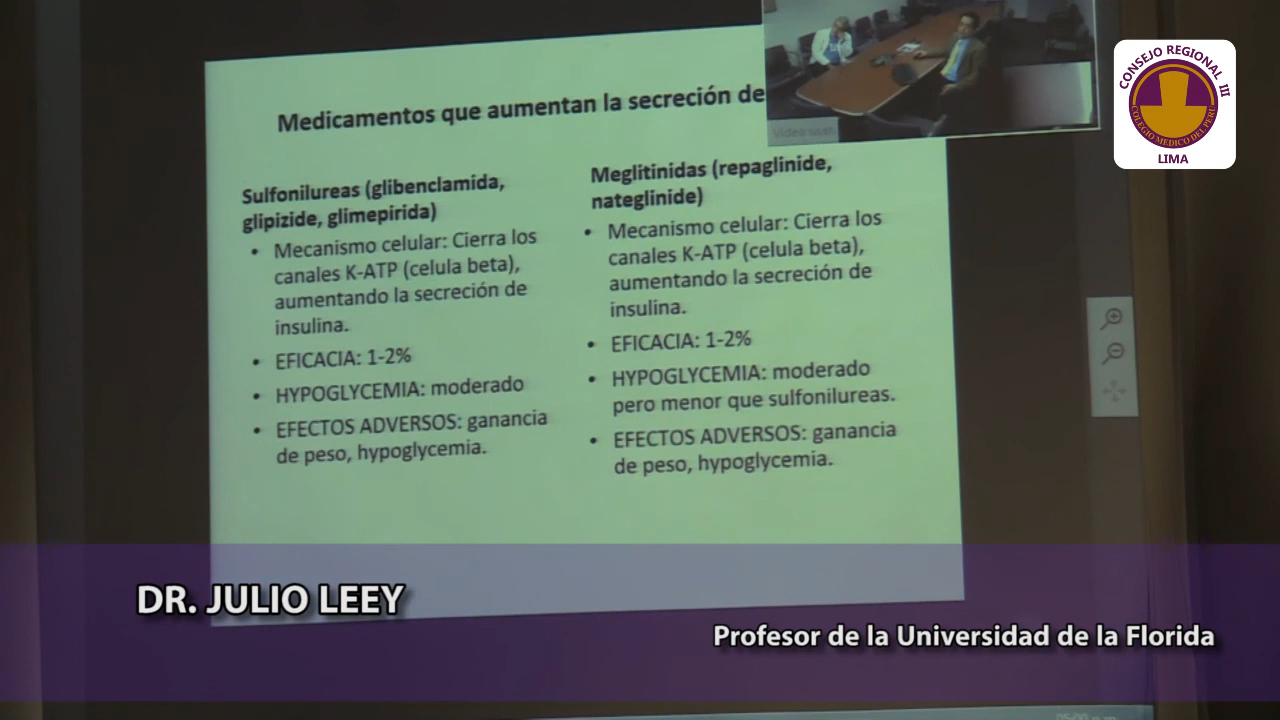 Medicamentos que aumentan la secreción de
Sulfonilureas (glibenclamida,
glipizide, glimepirida)
• Mecanismo celular: Cierra los
canales K-ATP (celula beta),
aumentando la secreción de
insulina.
• EFICACIA: 1-2%
• HYPOGLYCEMIA: moderado
• EFECTOS ADVERSOS: ganancia
de peso, hypoglycemia.
Meglitinidas (repaglinide,
nateglinide)
• Mecanismo celular: Cierra los
canales K-ATP (celula beta),
aumentando la secreción de
insulina.
• EFICACIA: 1-2%
• HYPOGLYCEMIA: moderado
pero menor que sulfonilureas.
• EFECTOS ADVERSOS: ganancia
de peso, hypoglycemia.
CONSEJO REGIONAL III
COLEGIO MEDICO DEL PERU
LIMA
DR. JULIO LEEY
Profesor de la Universidad de la Florida